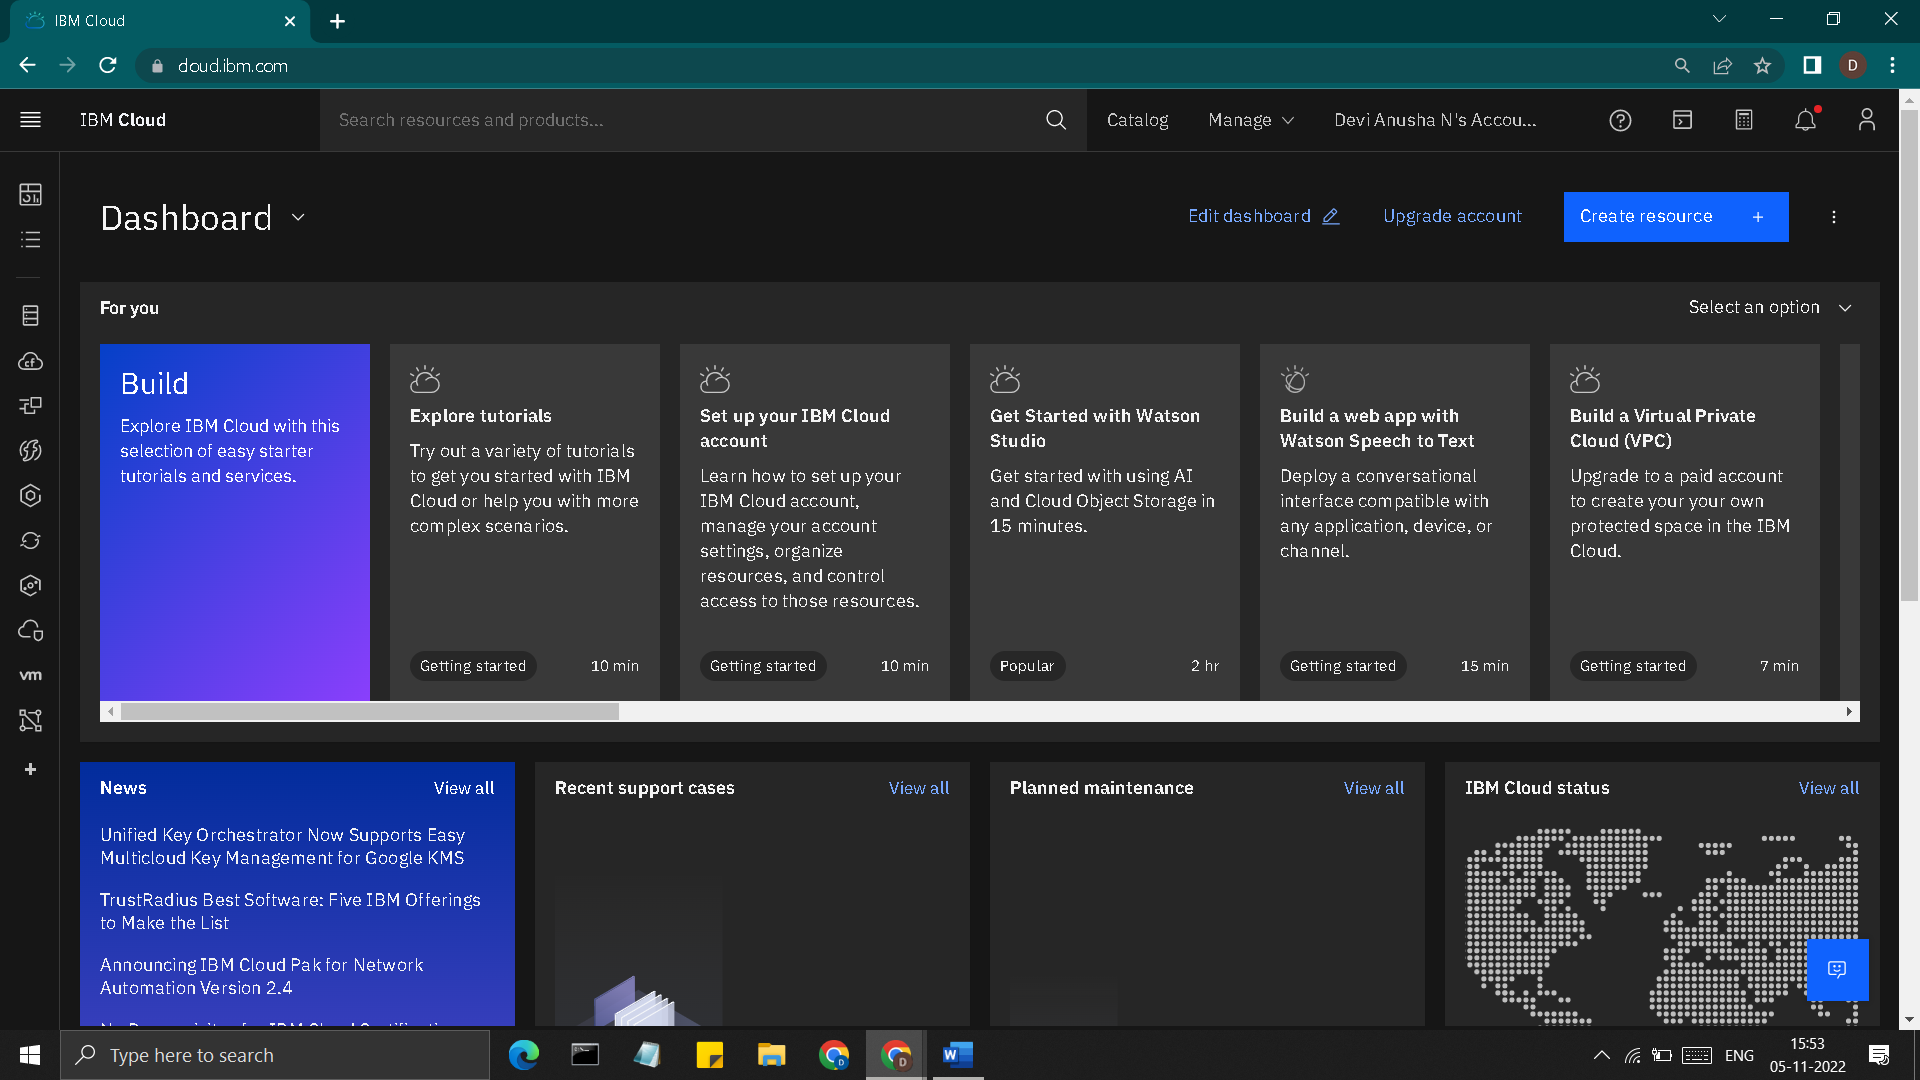 IBM Cloud
cloud.ibm.com
D
IBM Cloud
Search resources and products...
Catalog
Manage
Devi Anusha N's Accou...
Dashboard
Edit dashboard
Upgrade account
Create resource +
For you
Select an option
Build
Explore IBM Cloud with this
selection of easy starter
tutorials and services.
Explore tutorials
Try out a variety of tutorials
to get you started with IBM
Cloud or help you with more
complex scenarios.
Getting started
10 min
Set up your IBM Cloud
account
Learn how to set up your
IBM Cloud account,
manage your account
settings, organize
resources, and control
access to those resources.
Getting started
10 min
Get Started with Watson
Studio
Get started with using AI
and Cloud Object Storage in
15 minutes.
Popular
2 hr
Build a web app with
Watson Speech to Text
Deploy a conversational
interface compatible with
any application, device, or
channel.
Getting started
15 min
Build a Virtual Private
Cloud (VPC)
Upgrade to a paid account
to create your your own
protected space in the IBM
Cloud.
Getting started
7 min
cf
vm
News
View all
Unified Key Orchestrator Now Supports Easy
Multicloud Key Management for Google KMS
TrustRadius Best Software: Five IBM Offerings
to Make the List
Announcing IBM Cloud Pak for Network
Automation Version 2.4
Recent support cases
View all
Planned maintenance
View all
IBM Cloud status
View all
Type here to search
D
D
W
ENG
15:53
05-11-2022